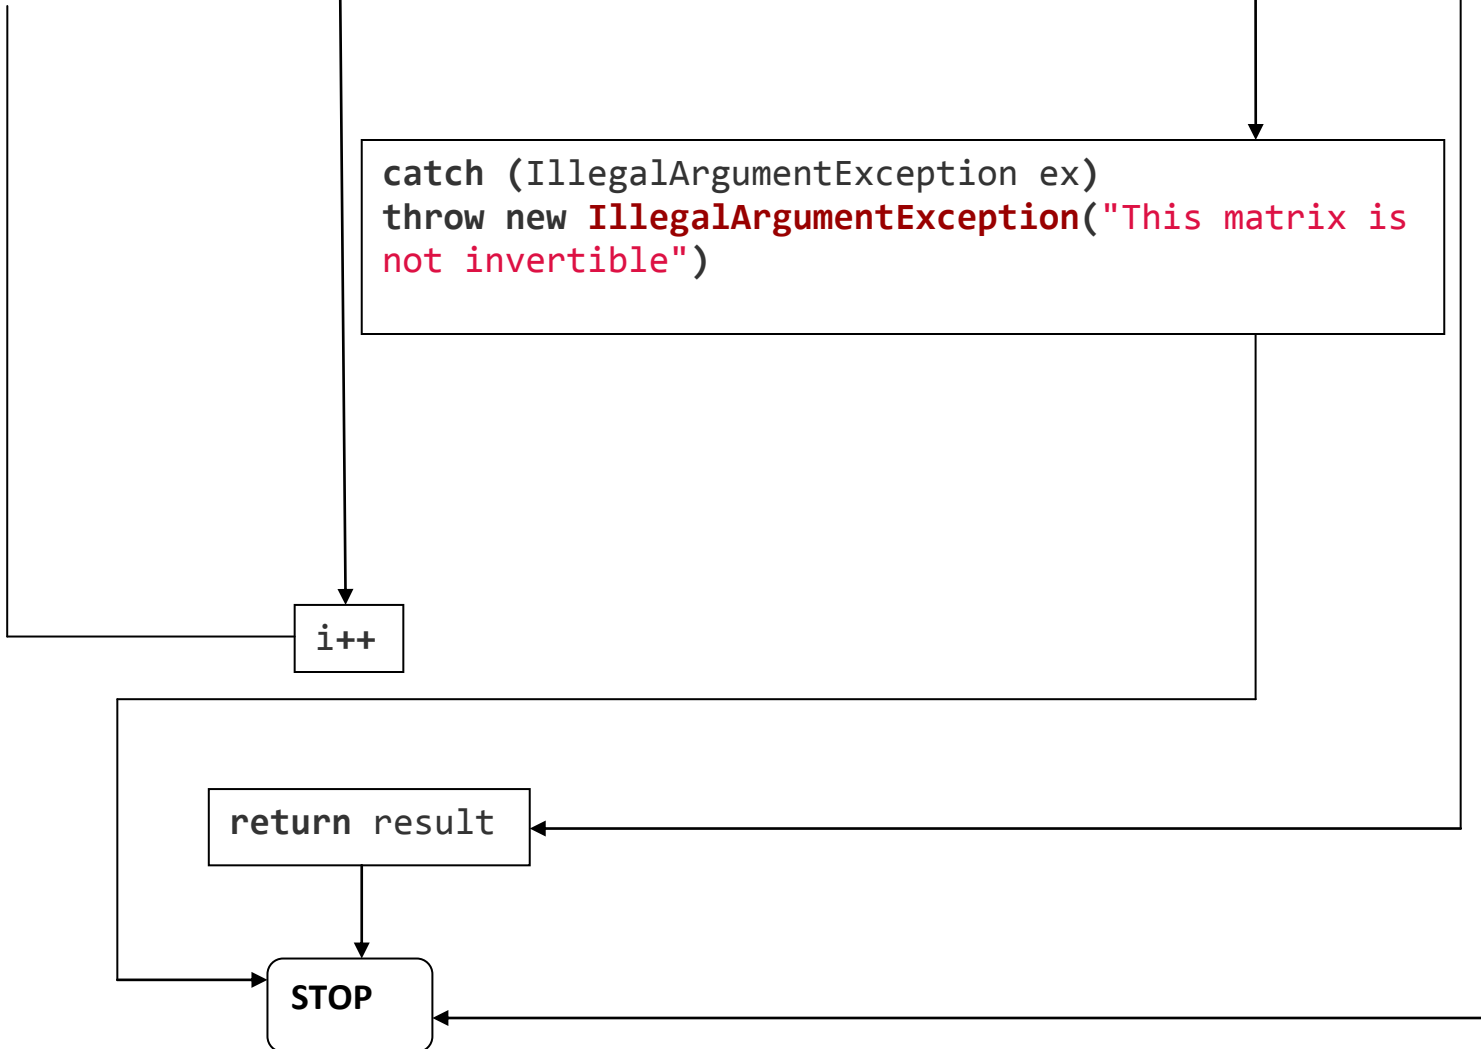 catch (IllegalArgumentException ex)
throw new IllegalArgumentException("This matrix is
not invertible")
i++
return result
STOP